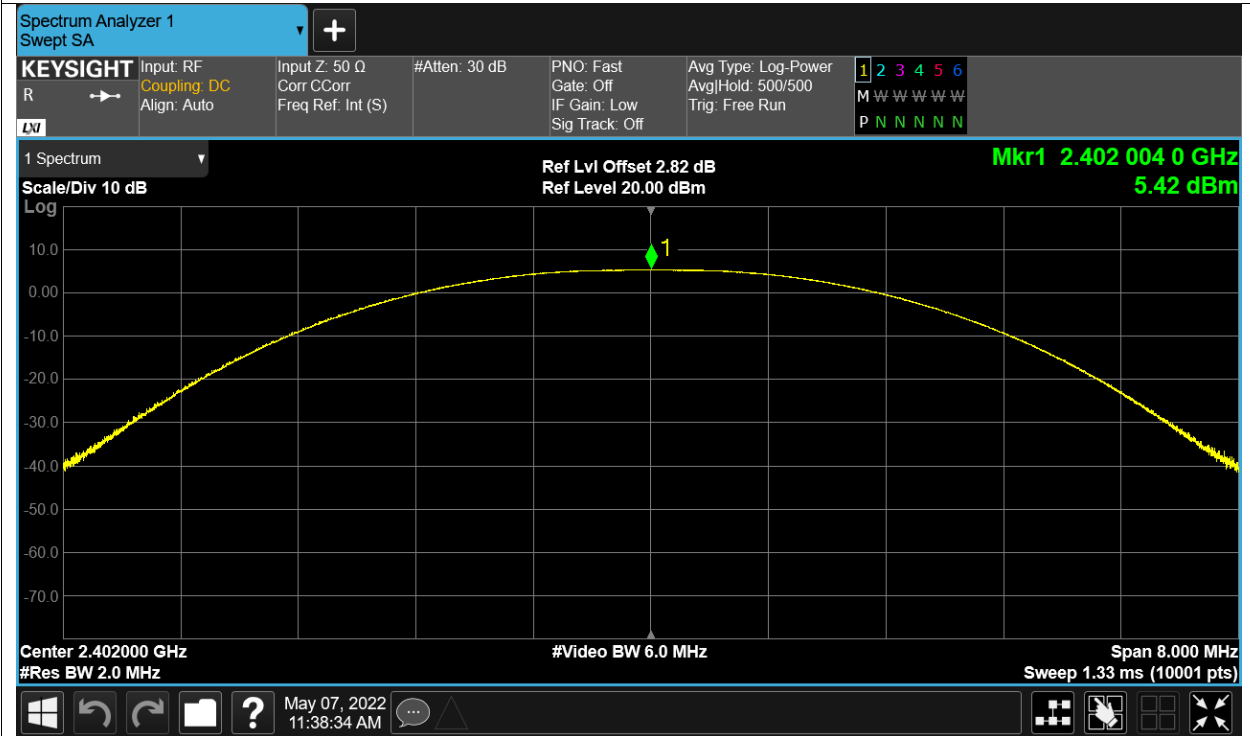 Spectrum Analyzer 1
Swept SA
+
KEYSIGHT
R
LXI
Input: RF
Coupling: DC
Align: Auto
Input Z: 50 Ω
Corr CCorr
Freq Ref: Int (S)
#Atten: 30 dB
PNO: Fast
Gate: Off
IF Gain: Low
Sig Track: Off
Avg Type: Log-Power
Avg|Hold: 500/500
Trig: Free Run
1 2 3 4 5 6
M W W W W W
P N N N N N N
1 Spectrum
Scale/Div 10 dB
Log
Ref Lvl Offset 2.82 dB
Ref Level 20.00 dBm
Mkr1 2.402 004 0 GHz
5.42 dBm
1
10.0
0.00
-10.0
-20.0
-30.0
-40.0
-50.0
-60.0
-70.0
Center 2.402000 GHz
#Res BW 2.0 MHz
#Video BW 6.0 MHz
Span 8.000 MHz
Sweep 1.33 ms (10001 pts)
?
May 07, 2022
11:38:34 AM